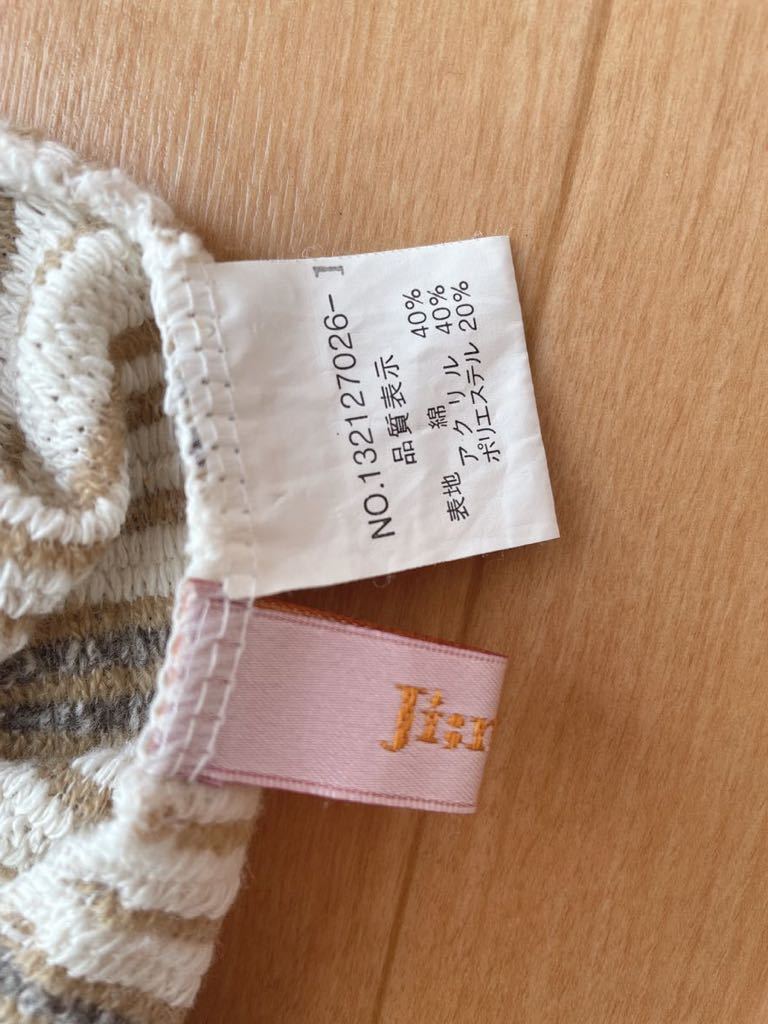 NO.132127026- 1
品質表示
表地 綿 40%
アクリル 40%
ポリエステル 20%